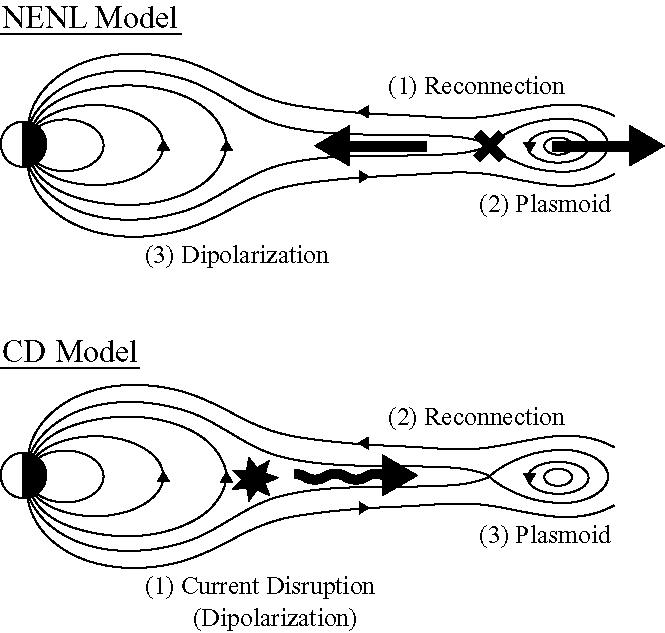 NENL Model
(1) Reconnection
(2) Plasmoid
(3) Dipolarization
CD Model
(2) Reconnection
(3) Plasmoid
(1) Current Disruption
(Dipolarization)